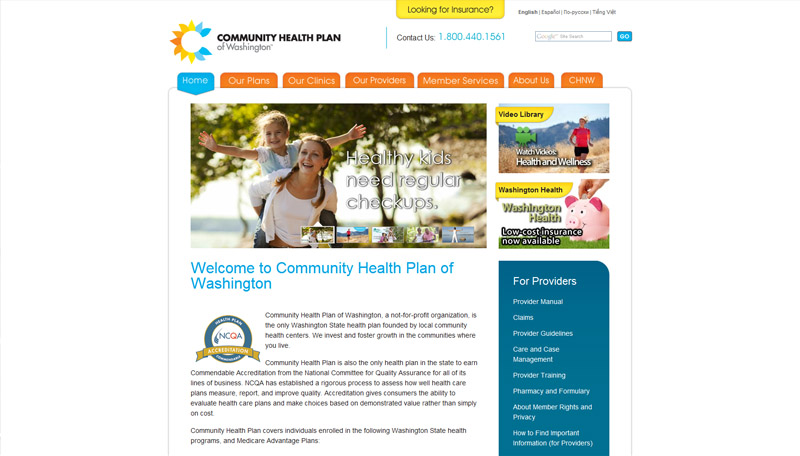 Looking for Insurance?
English | Español | По-русски | Tiếng Việt
COMMUNITY HEALTH PLAN
of Washington
Contact Us: 1.800.440.1561
Google Site Search
GO
Home
Our Plans
Our Clinics
Our Providers
Member Services
About Us
CHNW
Healthy kids
need regular
checkups.
Video Library
Watch Videos:
Health and Wellness
Washington Health
Washington
Health
Low-cost insurance
now available
Welcome to Community Health Plan of
Washington
HEALTH PLAN
NCQA
ACCREDITATION
Community Health Plan of Washington, a not-for-profit organization, is
the only Washington State health plan founded by local community
health centers. We invest and foster growth in the communities where
you live.
Community Health Plan is also the only health plan in the state to earn
Commendable Accreditation from the National Committee for Quality Assurance for all of its
lines of business. NCQA has established a rigorous process to assess how well health care
plans measure, report, and improve quality. Accreditation gives consumers the ability to
evaluate health care plans and make choices based on demonstrated value rather than simply
on cost.
Community Health Plan covers individuals enrolled in the following Washington State health
programs, and Medicare Advantage Plans:
For Providers
Provider Manual
Claims
Provider Guidelines
Care and Case
Management
Provider Training
Pharmacy and Formulary
About Member Rights and
Privacy
How to Find Important
Information (for Providers)